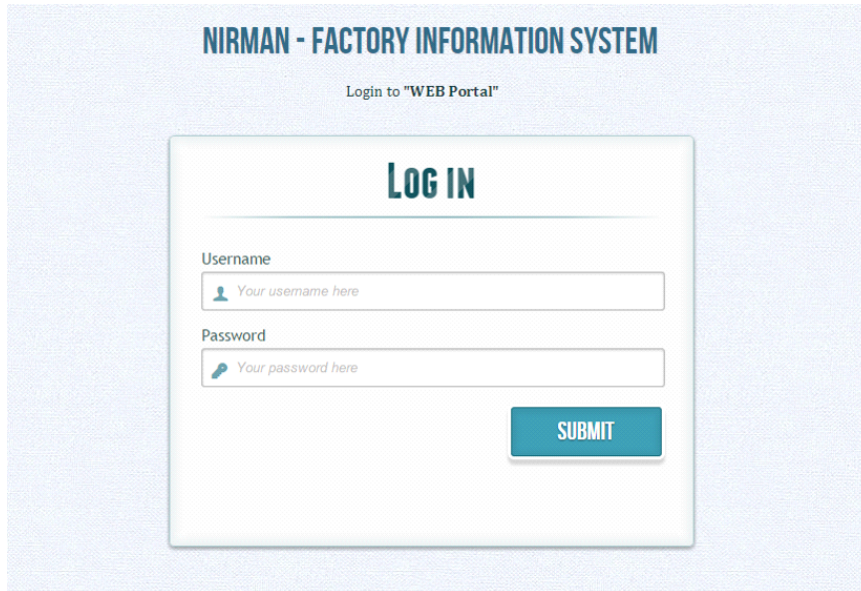 NIRMAN - FACTORY INFORMATION SYSTEM
Login to "WEB Portal"
LOG IN
Username
Your username here
Password
Your password here
SUBMIT